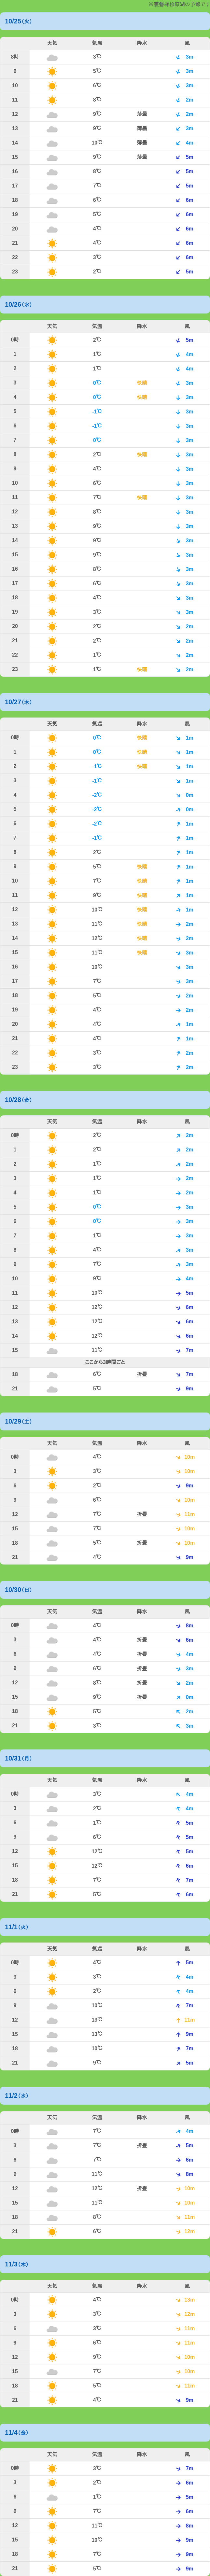 ※鷹巣緑地原周の予報です
10/25(火)
天気 気温 降水 風
8時 3℃ 3m
9 5℃ 3m
10 6℃ 3m
11 8℃ 2m
12 9℃ 薄曇 2m
13 9℃ 薄曇 3m
14 10℃ 薄曇 4m
15 9℃ 薄曇 5m
16 8℃ 5m
17 7℃ 5m
18 6℃ 6m
19 5℃ 6m
20 4℃ 6m
21 4℃ 6m
22 3℃ 6m
23 2℃ 5m
10/26(水)
天気 気温 降水 風
0時 2℃ 5m
1 1℃ 4m
2 1℃ 4m
3 0℃ 快晴 3m
4 0℃ 快晴 3m
5 -1℃ 3m
6 -1℃ 3m
7 0℃ 3m
8 2℃ 快晴 3m
9 4℃ 3m
10 6℃ 3m
11 7℃ 快晴 3m
12 8℃ 3m
13 9℃ 3m
14 9℃ 3m
15 9℃ 3m
16 8℃ 3m
17 6℃ 3m
18 4℃ 3m
19 3℃ 3m
20 2℃ 2m
21 2℃ 2m
22 1℃ 2m
23 1℃ 快晴 2m
10/27(木)
天気 気温 降水 風
0時 0℃ 快晴 1m
1 0℃ 快晴 1m
2 -1℃ 快晴 1m
3 -1℃ 1m
4 -2℃ 0m
5 -2℃ 0m
6 -2℃ 1m
7 -1℃ 1m
8 2℃ 1m
9 5℃ 快晴 1m
10 7℃ 快晴 1m
11 9℃ 快晴 1m
12 10℃ 快晴 1m
13 11℃ 快晴 2m
14 12℃ 快晴 2m
15 11℃ 快晴 3m
16 10℃ 3m
17 7℃ 3m
18 5℃ 2m
19 4℃ 2m
20 4℃ 1m
21 4℃ 1m
22 3℃ 2m
23 3℃ 2m
10/28(金)
天気 気温 降水 風
0時 2℃ 2m
1 2℃ 2m
2 1℃ 2m
3 1℃ 2m
4 1℃ 2m
5 0℃ 3m
6 0℃ 3m
7 1℃ 3m
8 4℃ 3m
9 7℃ 3m
10 9℃ 4m
11 10℃ 5m
12 12℃ 6m
13 12℃ 6m
14 12℃ 6m
15 11℃ 7m
ここから3時間ごと
18 6℃ 折曇 7m
21 5℃ 9m
10/29(土)
天気 気温 降水 風
0時 4℃ 10m
3 3℃ 10m
6 2℃ 9m
9 6℃ 10m
12 7℃ 折曇 11m
15 7℃ 10m
18 5℃ 折曇 10m
21 4℃ 9m
10/30(日)
天気 気温 降水 風
0時 4℃ 8m
3 4℃ 折曇 6m
6 4℃ 折曇 4m
9 6℃ 折曇 3m
12 8℃ 折曇 2m
15 9℃ 折曇 0m
18 5℃ 2m
21 3℃ 3m
10/31(月)
天気 気温 降水 風
0時 3℃ 4m
3 2℃ 4m
6 1℃ 5m
9 6℃ 5m
12 12℃ 5m
15 12℃ 6m
18 7℃ 7m
21 5℃ 6m
11/1(火)
天気 気温 降水 風
0時 4℃ 5m
3 3℃ 4m
6 2℃ 4m
9 10℃ 7m
12 13℃ 11m
15 13℃ 9m
18 10℃ 7m
21 9℃ 5m
11/2(水)
天気 気温 降水 風
0時 7℃ 4m
3 7℃ 折曇 5m
6 7℃ 6m
9 11℃ 8m
12 12℃ 折曇 10m
15 11℃ 10m
18 8℃ 11m
21 6℃ 12m
11/3(木)
天気 気温 降水 風
0時 4℃ 13m
3 3℃ 12m
6 3℃ 11m
9 6℃ 11m
12 9℃ 10m
15 7℃ 10m
18 5℃ 11m
21 4℃ 9m
11/4(金)
天気 気温 降水 風
0時 3℃ 7m
3 2℃ 6m
6 1℃ 5m
9 7℃ 6m
12 11℃ 8m
15 10℃ 9m
18 7℃ 9m
21 5℃ 9m